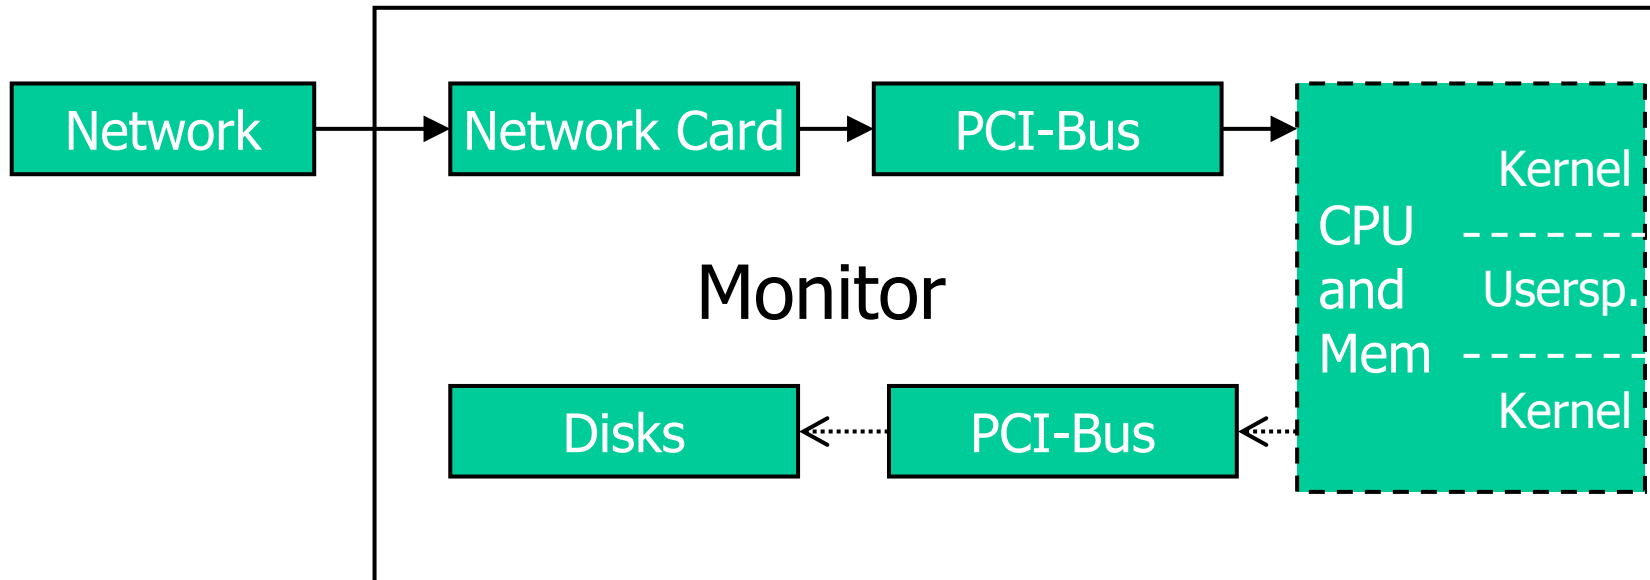 Network
Network Card
PCI-Bus
CPU
and
Mem
Kernel
Usersp.
Kernel
Monitor
Disks
PCI-Bus